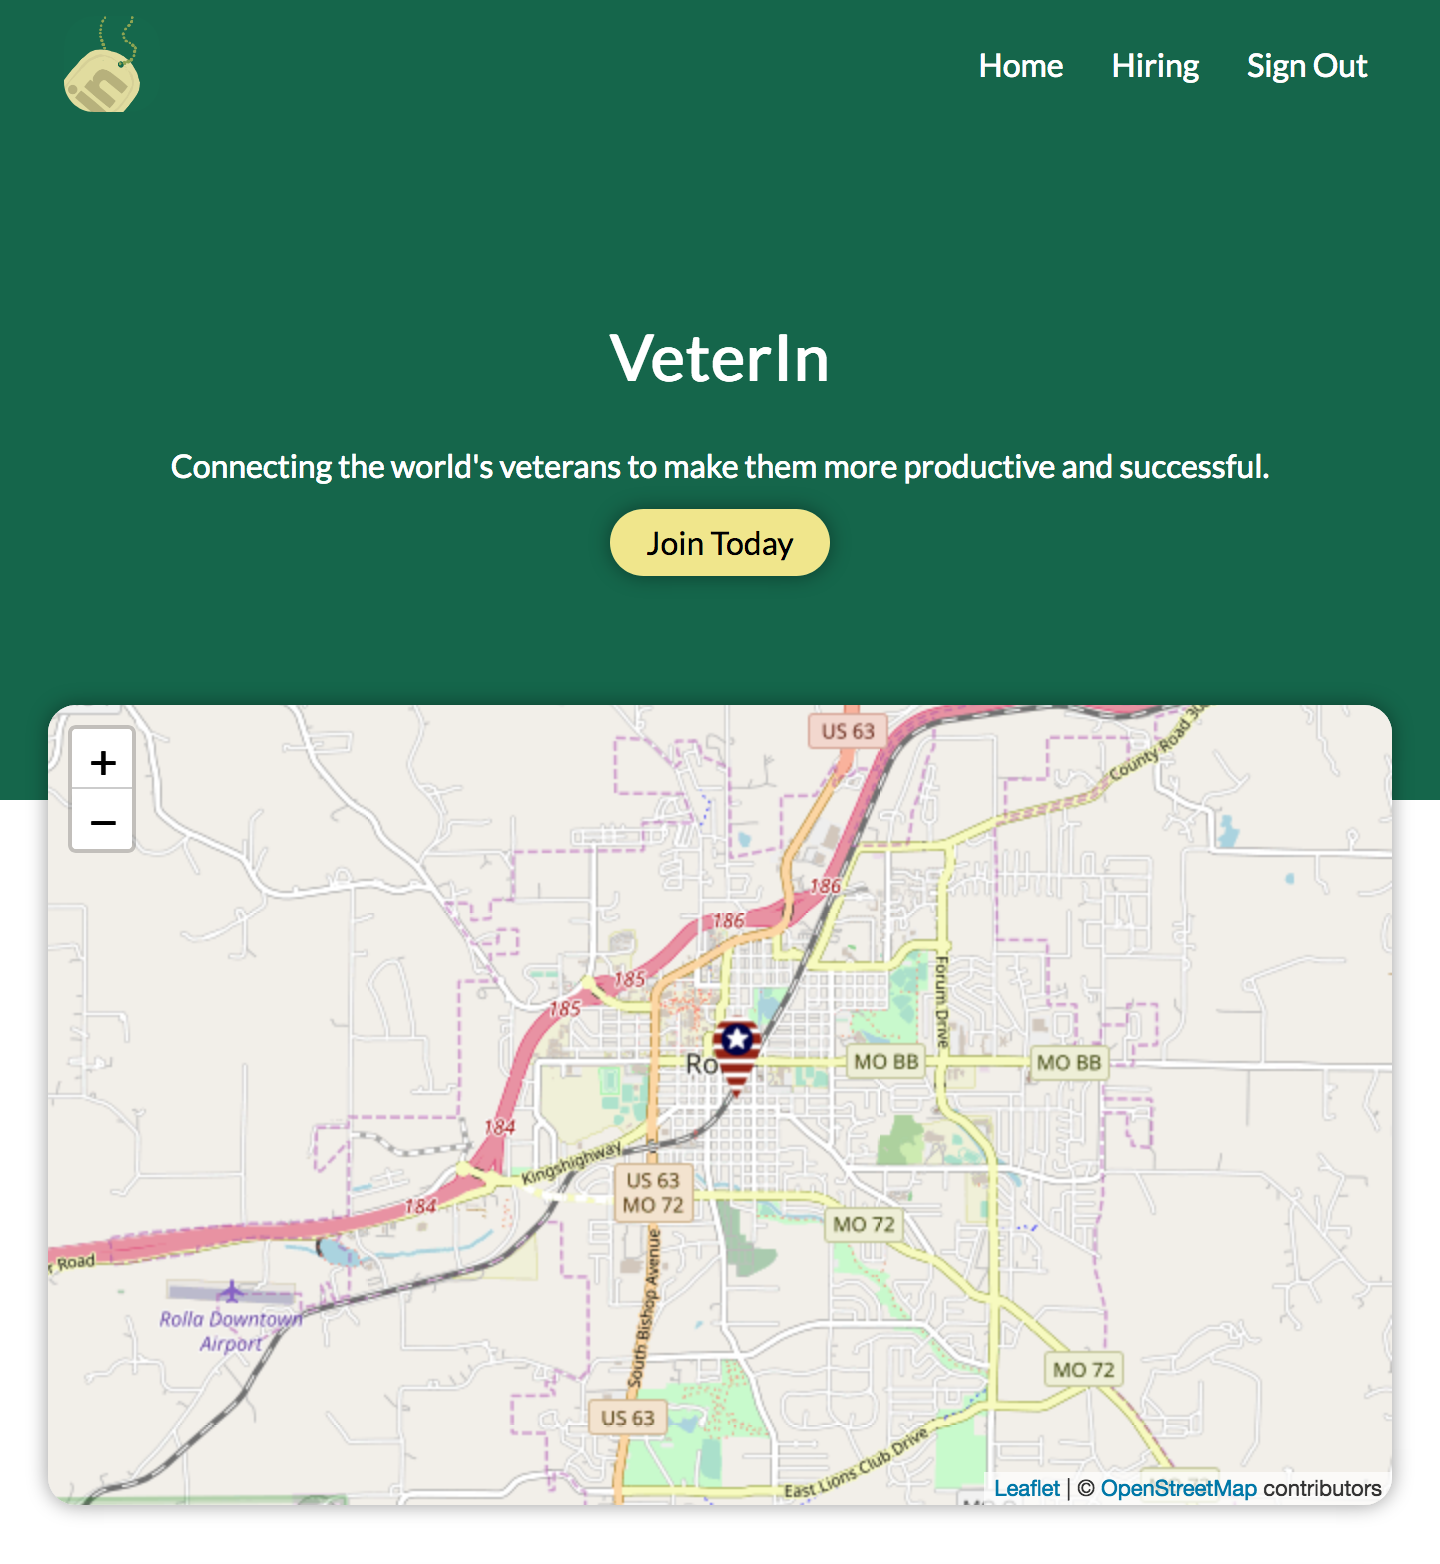 in
Home
Hiring
Sign Out
VeterIn
Connecting the world's veterans to make them more productive and successful.
Join Today
+
−
US 63
County Road
186
186
185
185
Forum Drive
Ro
MO BB
MO BB
184
Kingshighway
US 63
MO 72
184
MO 72
Road
Rolla Downtown
Airport
South Bishop Avenue
MO 72
US 63
East Lions Club Drive
Leaflet | © OpenStreetMap contributors